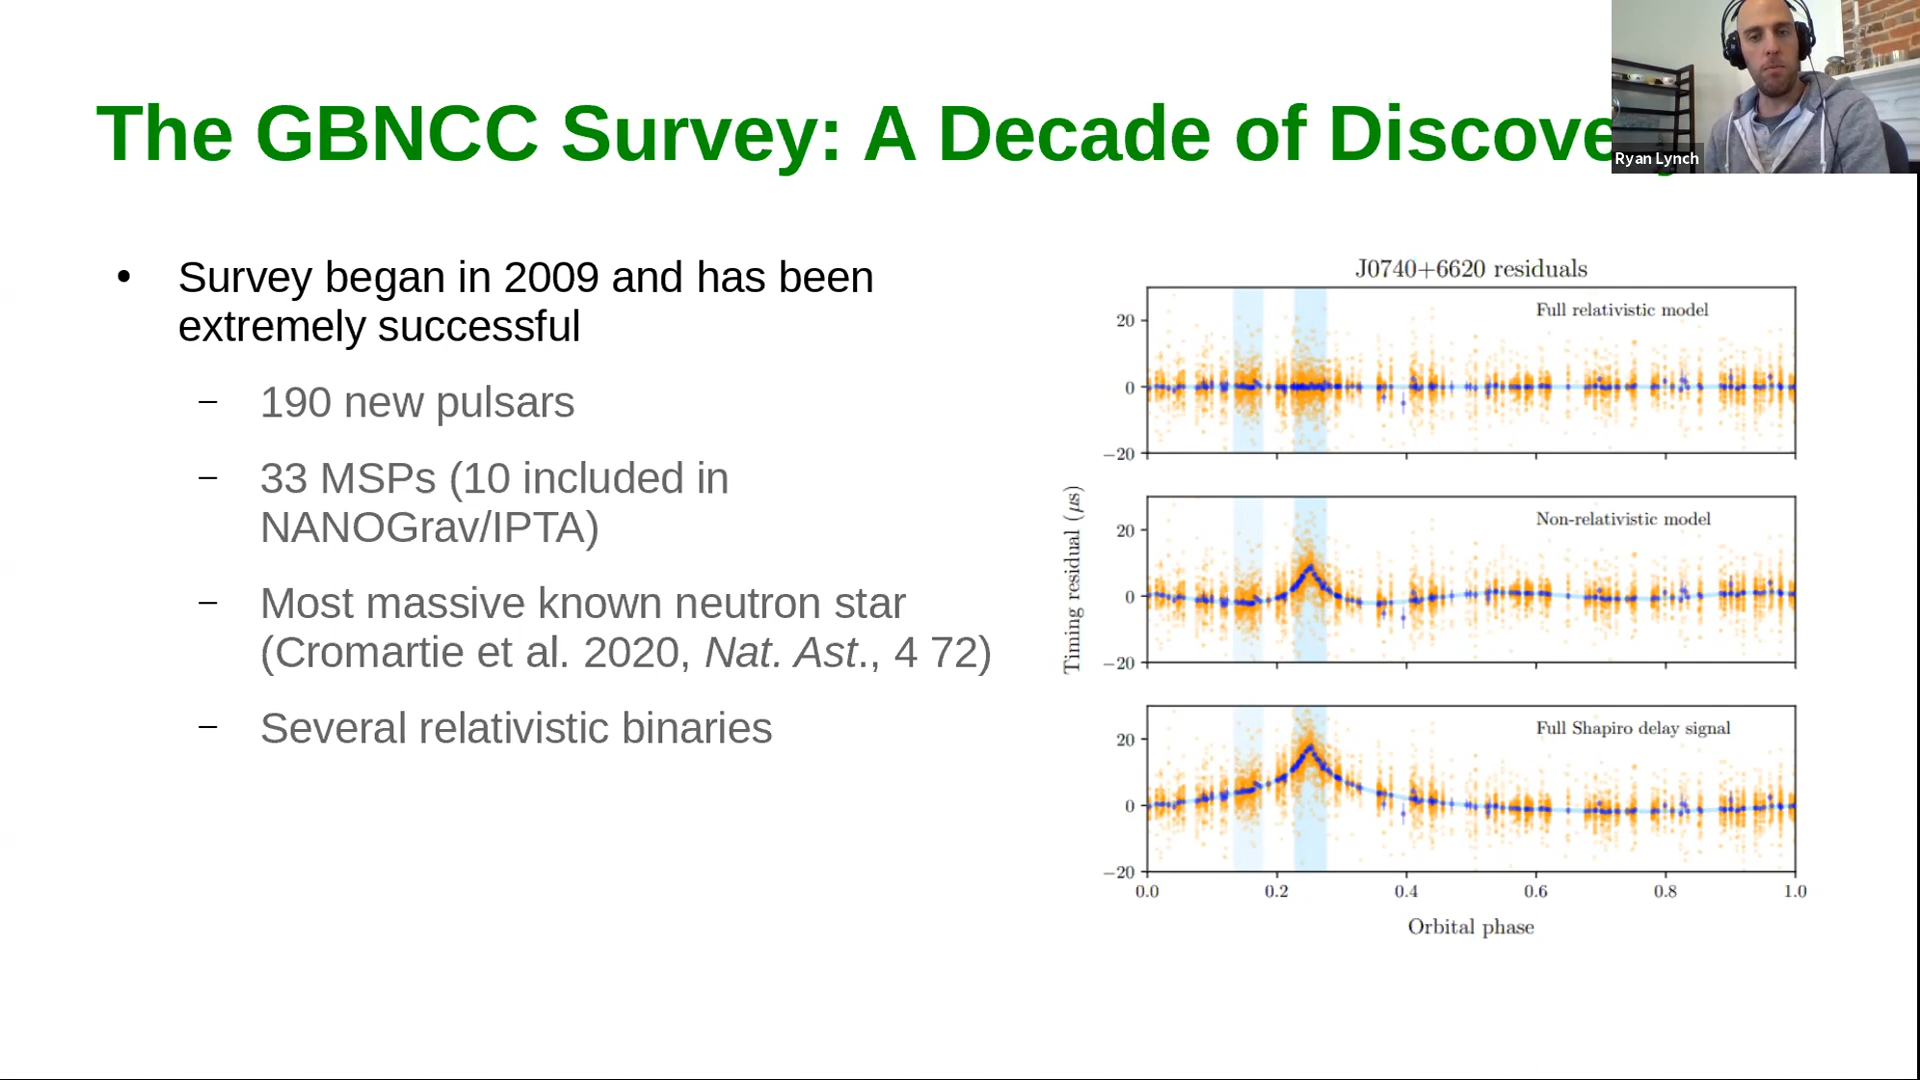 The GBNCC Survey: A Decade of Discove
Ryan Lynch
• Survey began in 2009 and has been
extremely successful
– 190 new pulsars
– 33 MSPs (10 included in
NANOGrav/IPTA)
– Most massive known neutron star
(Cromartie et al. 2020, Nat. Ast., 4 72)
– Several relativistic binaries
J0740+6620 residuals
Full relativistic model
20
0
−20
Non-relativistic model
20
0
−20
Full Shapiro delay signal
20
0
−20
Timing residual (μs)
0.0 0.2 0.4 0.6 0.8 1.0
Orbital phase